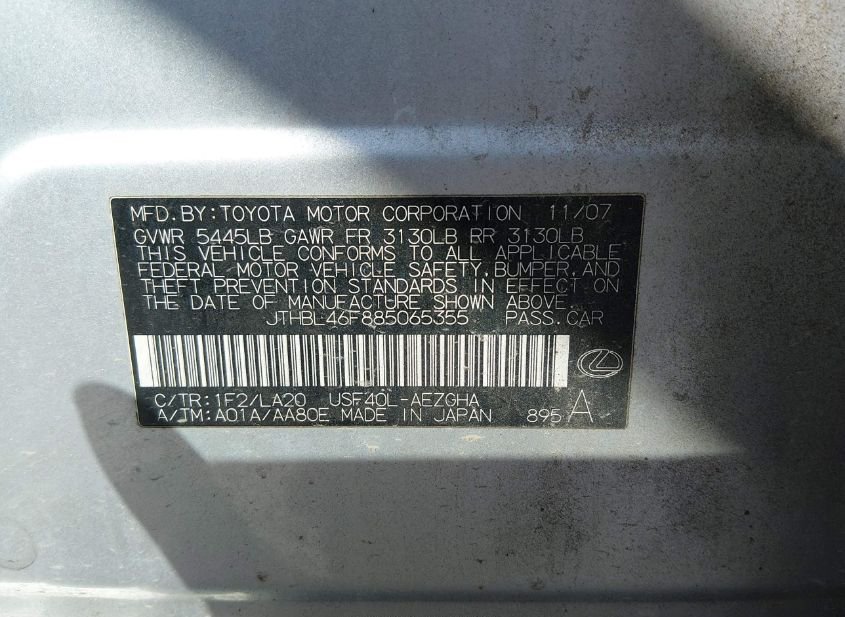 MFD.BY:TOYOTA MOTOR CORPORATION 11/07
GVWR 5445LB GAWR FR 3130LB RR 3130LB
THIS VEHICLE CONFORMS TO ALL APPLICABLE
FEDERAL MOTOR VEHICLE SAFETY,BUMPER,AND
THEFT PREVENTION STANDARDS IN EFFECT ON
THE DATE OF MANUFACTURE SHOWN ABOVE.
JTHBL46F885065355 PASS.CAR
C/TR:1F2/LA20 USF40L-AEZGHA
A/TM:A01A/AA80E MADE IN JAPAN 895 A